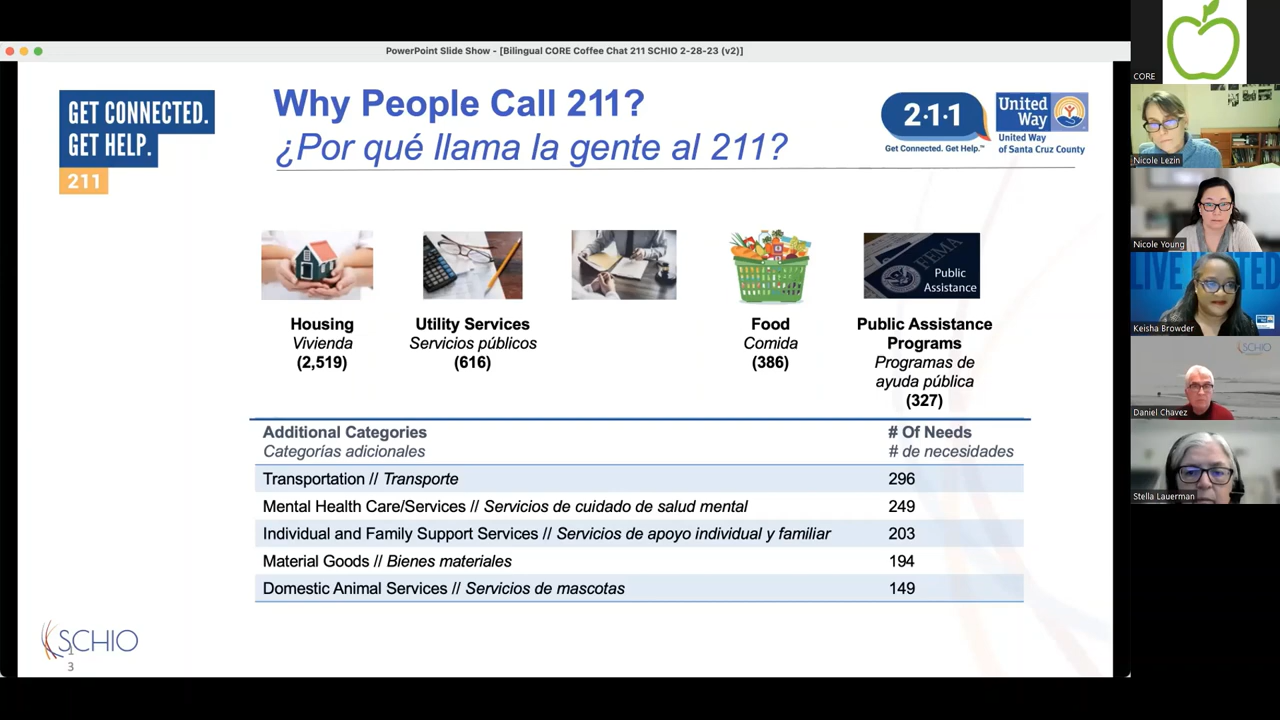 PowerPoint Slide Show - [Bilingual CORE Coffee Chat 211 SCHIO 2-28-23 (v2)]
GET CONNECTED.
GET HELP.
211
Why People Call 211?
¿Por qué llama la gente al 211?
2·1·1
Get Connected. Get Help.™
United
Way
United Way
of Santa Cruz County
FEMA
Public
Assistance
Housing
Vivienda
(2,519)
Utility Services
Servicios públicos
(616)
Food
Comida
(386)
Public Assistance
Programs
Programas de
ayuda pública
(327)
Additional Categories # Of Needs
Categorías adicionales # de necesidades
Transportation // Transporte 296
Mental Health Care/Services // Servicios de cuidado de salud mental 249
Individual and Family Support Services // Servicios de apoyo individual y familiar 203
Material Goods // Bienes materiales 194
Domestic Animal Services // Servicios de mascotas 149
SCHIO
1
3
CORE
Nicole Lezin
Nicole Young
LIVE UNITED
Keisha Browder
SCHIO
Daniel Chavez
Stella Lauerman